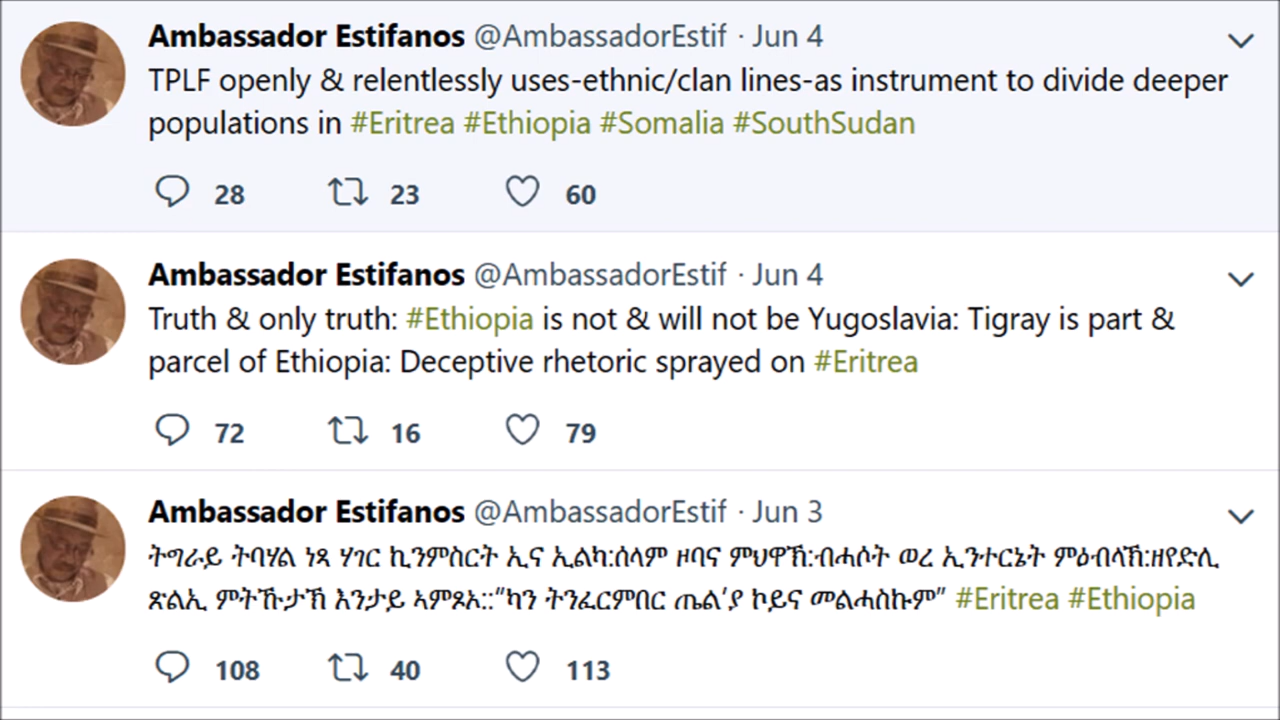 Ambassador Estifanos @AmbassadorEstif · Jun 4
TPLF openly & relentlessly uses-ethnic/clan lines-as instrument to divide deeper
populations in #Eritrea #Ethiopia #Somalia #SouthSudan
28 23 60
Ambassador Estifanos @AmbassadorEstif · Jun 4
Truth & only truth: #Ethiopia is not & will not be Yugoslavia: Tigray is part &
parcel of Ethiopia: Deceptive rhetoric sprayed on #Eritrea
72 16 79
Ambassador Estifanos @AmbassadorEstif · Jun 3
ትግራይ ትባሃል ነጻ ሃገር ኪንምስርት ኢና ኢልካ:ሰላም ዞባና ምህዋኽ:ብሓሶት ወረ ኢንተርኔት ምዕብላኽ:ዘየድሊ
ጽልኢ ምትኹታኽ እንታይ ኣምጾኦ::"ካን ትንፈርምበር ጤል'ያ ኮይና መልሓስኩም" #Eritrea #Ethiopia
108 40 113